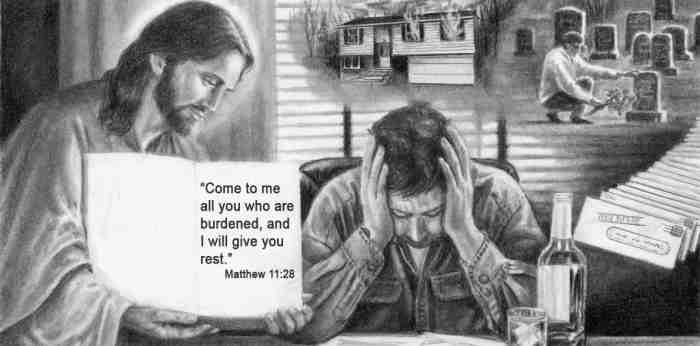 "Come to me
all you who are
burdened, and
I will give you
rest."
Matthew 11:28